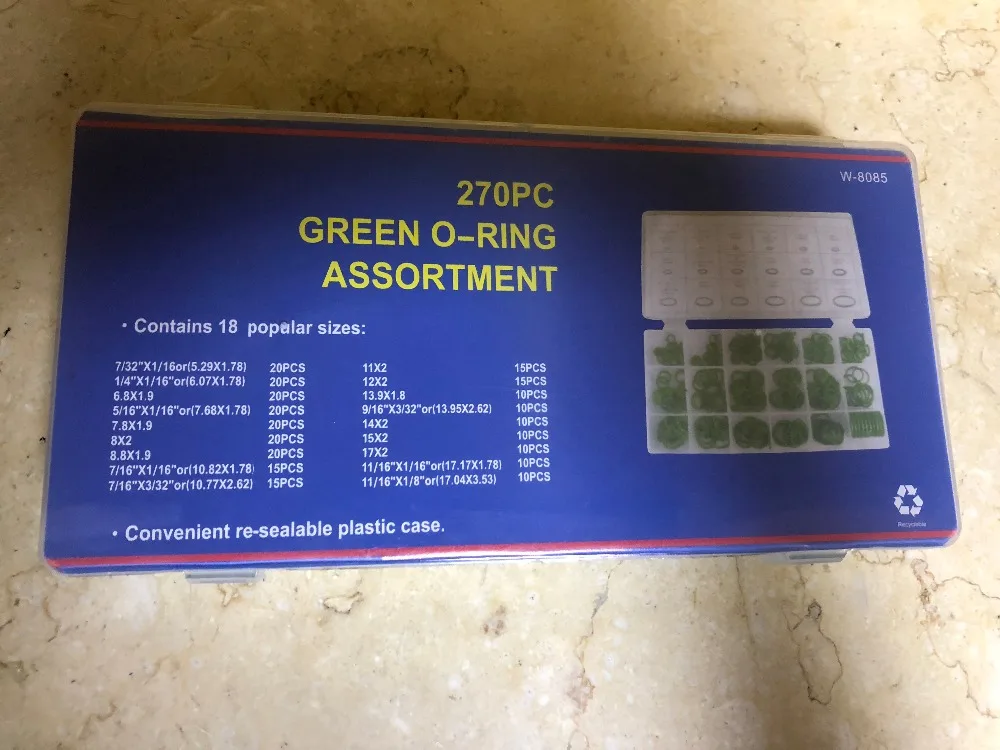 W-8085
270PC
GREEN O-RING
ASSORTMENT
· Contains 18 popular sizes:
7/32"X1/16or(5.29X1.78) 20PCS
1/4"X1/16"or(6.07X1.78) 20PCS
6.8X1.9 20PCS
5/16"X1/16"or(7.68X1.78) 20PCS
7.8X1.9 20PCS
8X2 20PCS
8.8X1.9 20PCS
7/16"X1/16"or(10.82X1.78) 15PCS
7/16"X3/32"or(10.77X2.62) 15PCS
11X2 15PCS
12X2 15PCS
13.9X1.8 10PCS
9/16"X3/32"or(13.95X2.62) 10PCS
14X2 10PCS
15X2 10PCS
17X2 10PCS
11/16"X1/16"or(17.17X1.78) 10PCS
11/16"X1/8"or(17.04X3.53) 10PCS
· Convenient re-sealable plastic case.
Recyclable